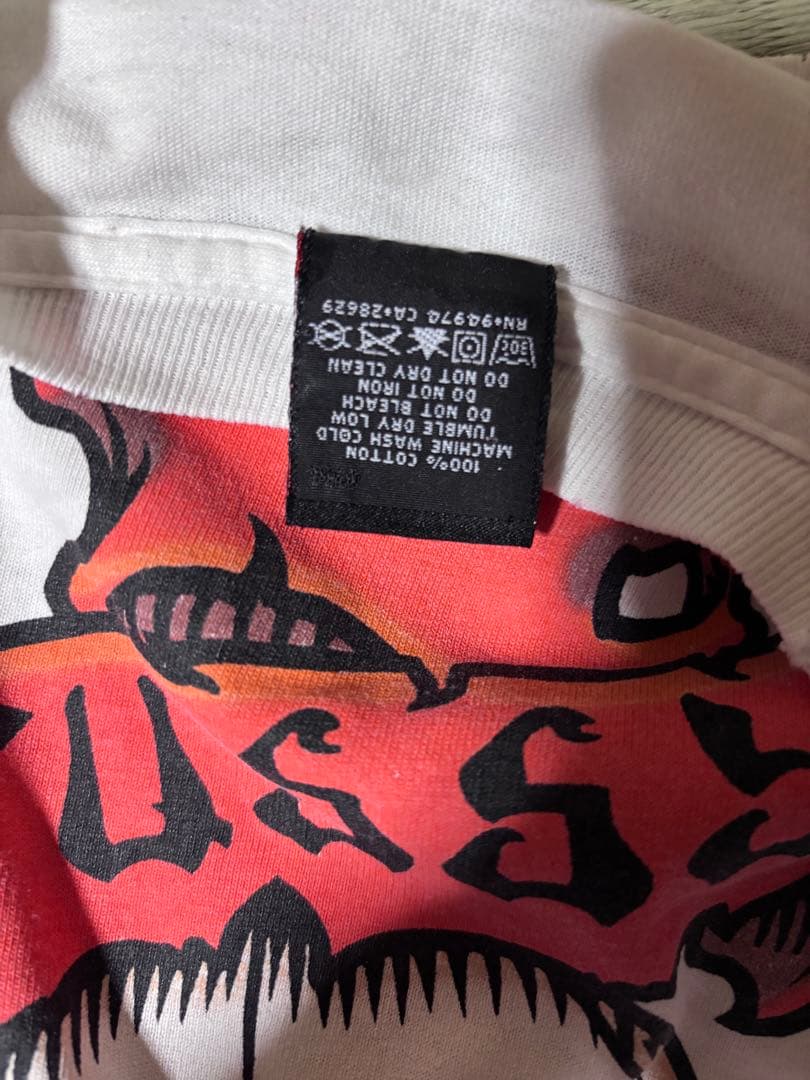 100% COTTON
MACHINE WASH COLD
TUMBLE DRY LOW
DO NOT BLEACH
DO NOT IRON
DO NOT DRY CLEAN
30C
RN•94974 CA•28629
USS